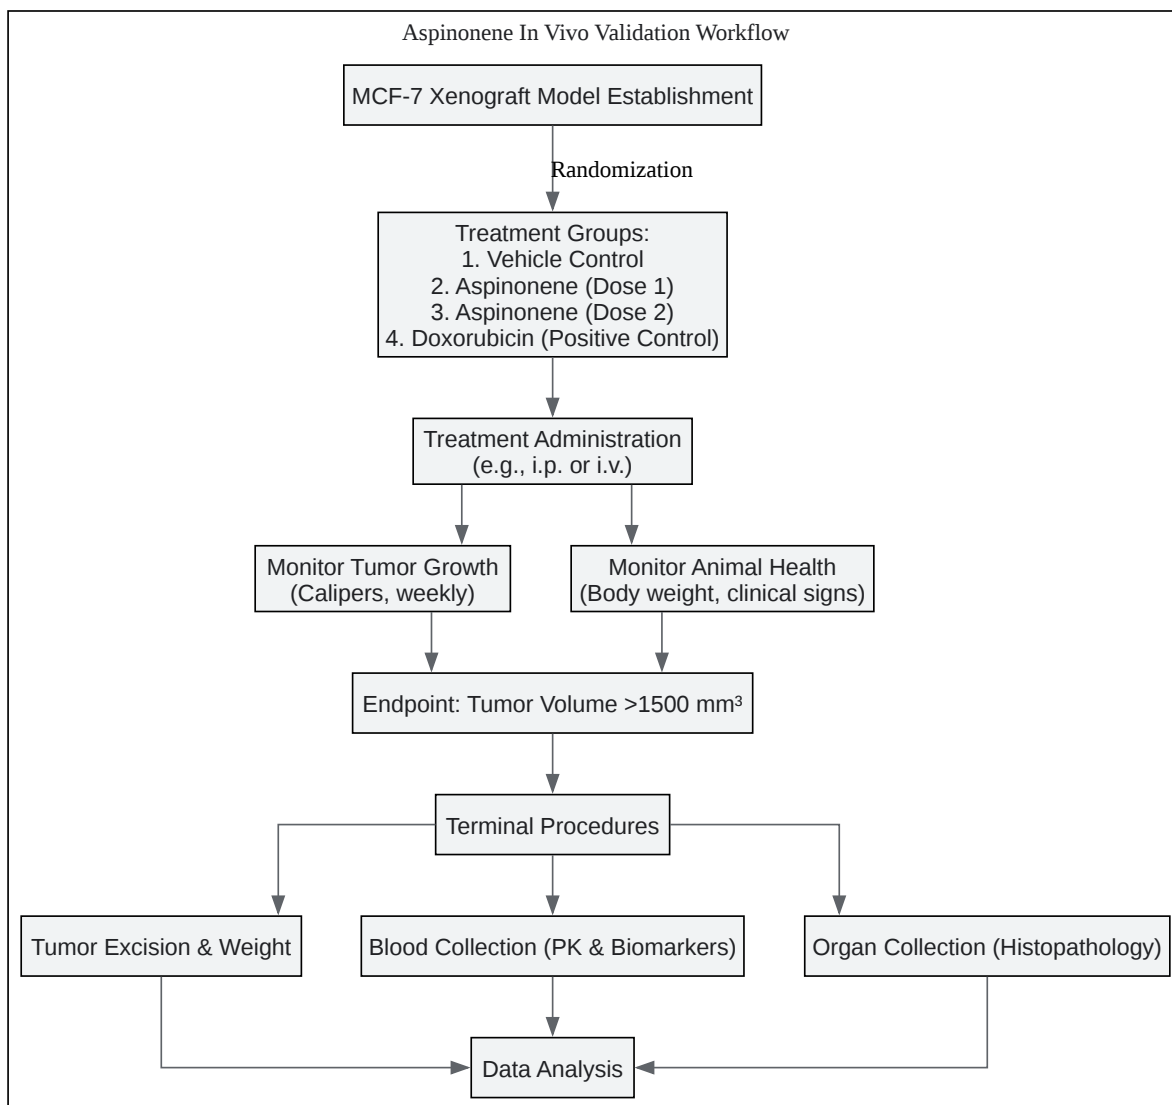 Aspinonene In Vivo Validation Workflow
MCF-7 Xenograft Model Establishment
Randomization
Treatment Groups:
1. Vehicle Control
2. Aspinonene (Dose 1)
3. Aspinonene (Dose 2)
4. Doxorubicin (Positive Control)
Treatment Administration
(e.g., i.p. or i.v.)
Monitor Tumor Growth
(Calipers, weekly)
Monitor Animal Health
(Body weight, clinical signs)
Endpoint: Tumor Volume >1500 mm³
Terminal Procedures
Tumor Excision & Weight
Blood Collection (PK & Biomarkers)
Organ Collection (Histopathology)
Data Analysis